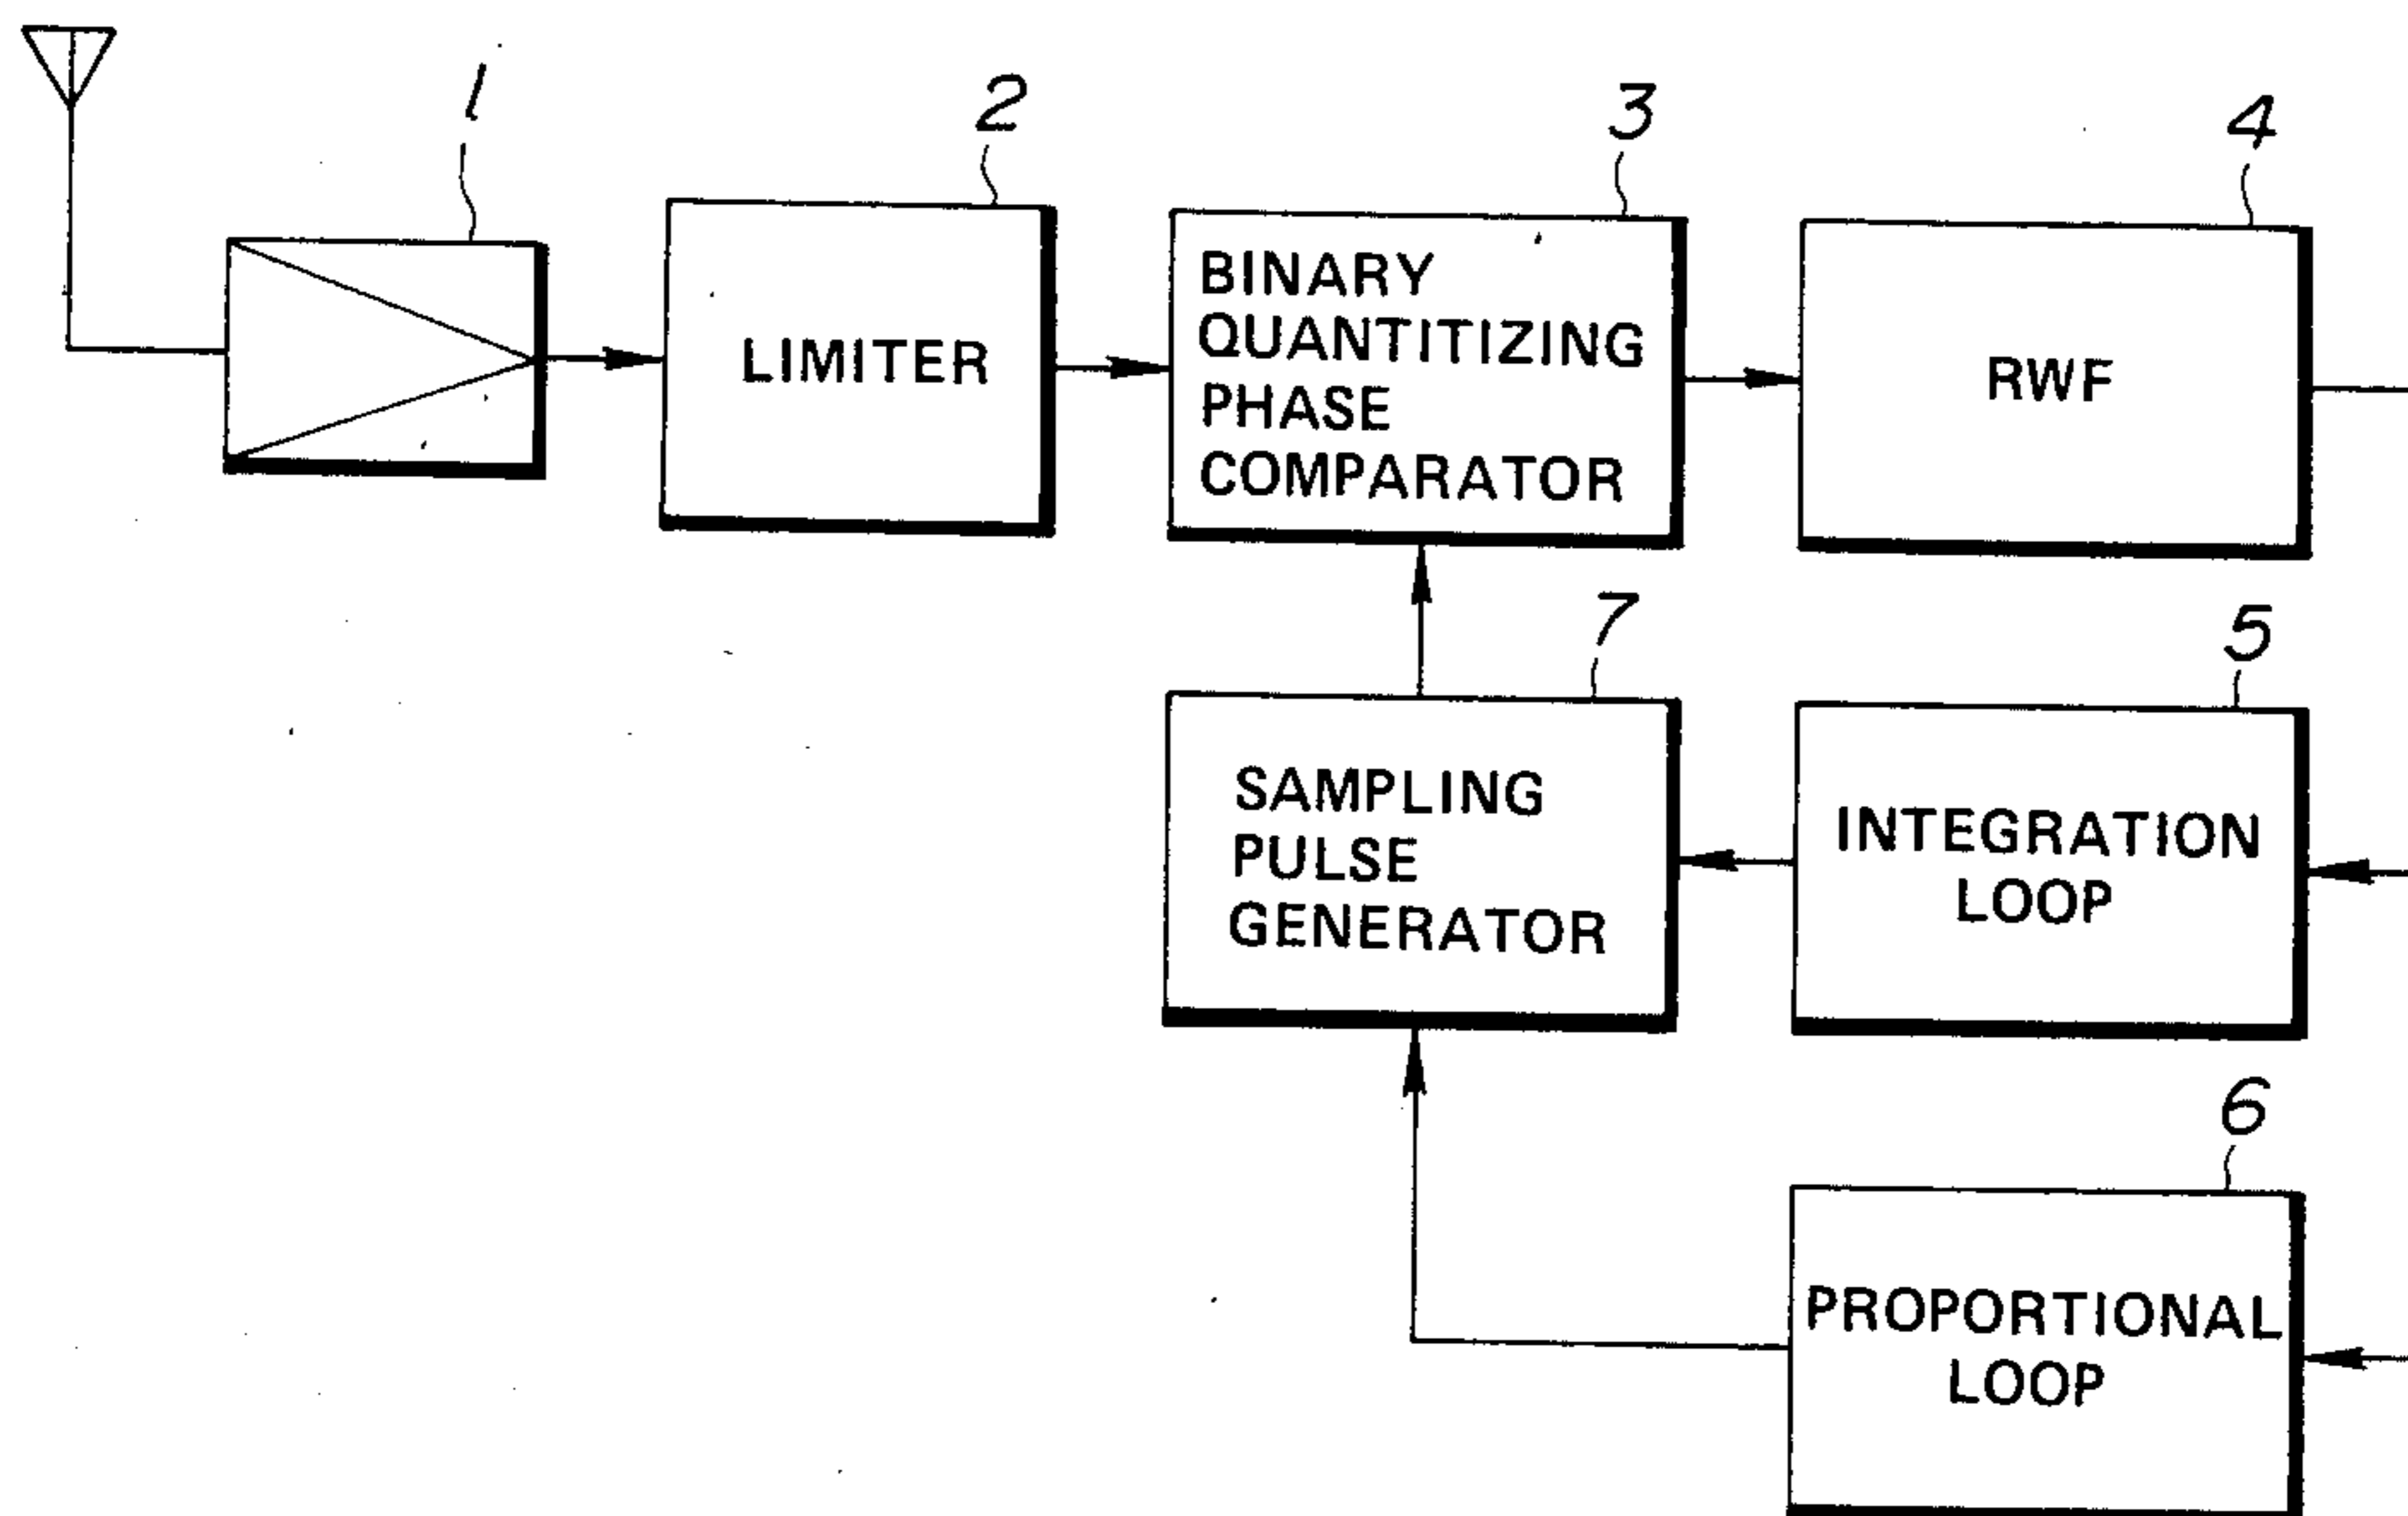 1
2
3
4
LIMITER
BINARY
QUANTITIZING
PHASE
COMPARATOR
RWF
7
5
SAMPLING
PULSE
GENERATOR
INTEGRATION
LOOP
6
PROPORTIONAL
LOOP